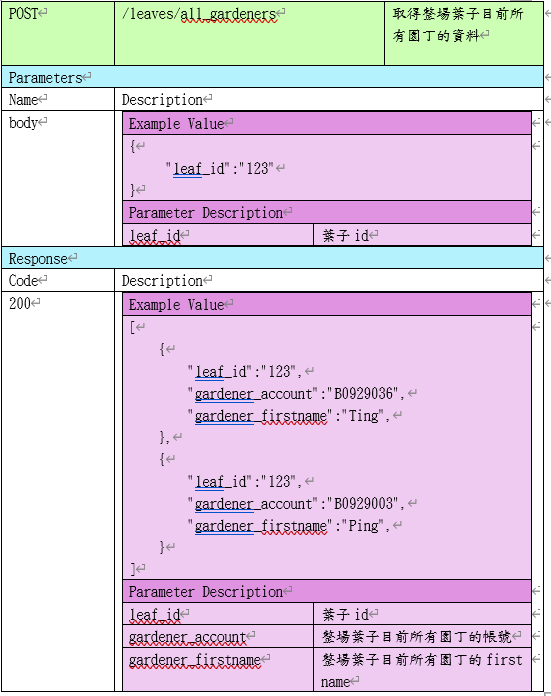 POST /leaves/all_gardeners 取得整場葉子目前所
有園丁的資料
Parameters
Name Description
body Example Value
{
"leaf_id":"123"
}
Parameter Description
leaf_id 葉子 id
Response
Code Description
200 Example Value
[
{
"leaf_id":"123",
"gardener_account":"B0929036",
"gardener_firstname":"Ting",
},
{
"leaf_id":"123",
"gardener_account":"B0929003",
"gardener_firstname":"Ping",
}
]
Parameter Description
leaf_id 葉子 id
gardener_account 整場葉子目前所有園丁的帳號
gardener_firstname 整場葉子目前所有園丁的 first
name